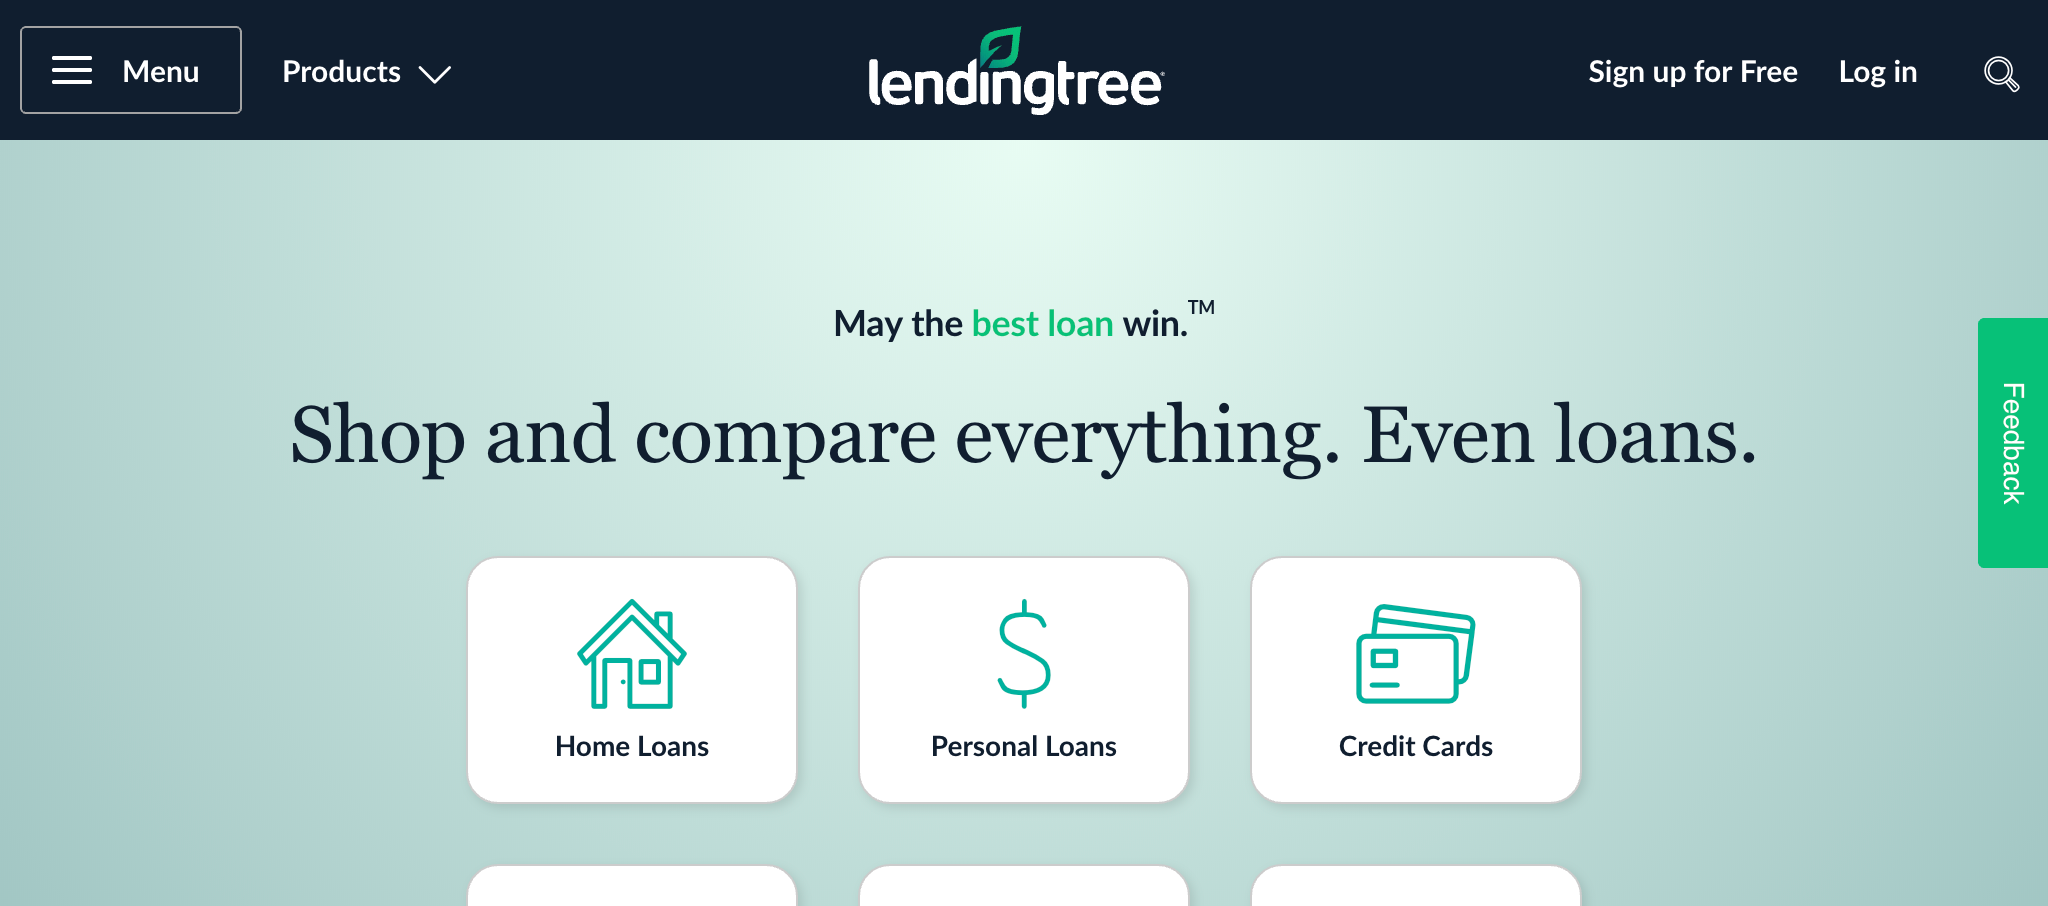 Menu
Products
lendingtree®
Sign up for Free
Log in
May the best loan win.™
Shop and compare everything. Even loans.
Feedback
Home Loans
Personal Loans
Credit Cards